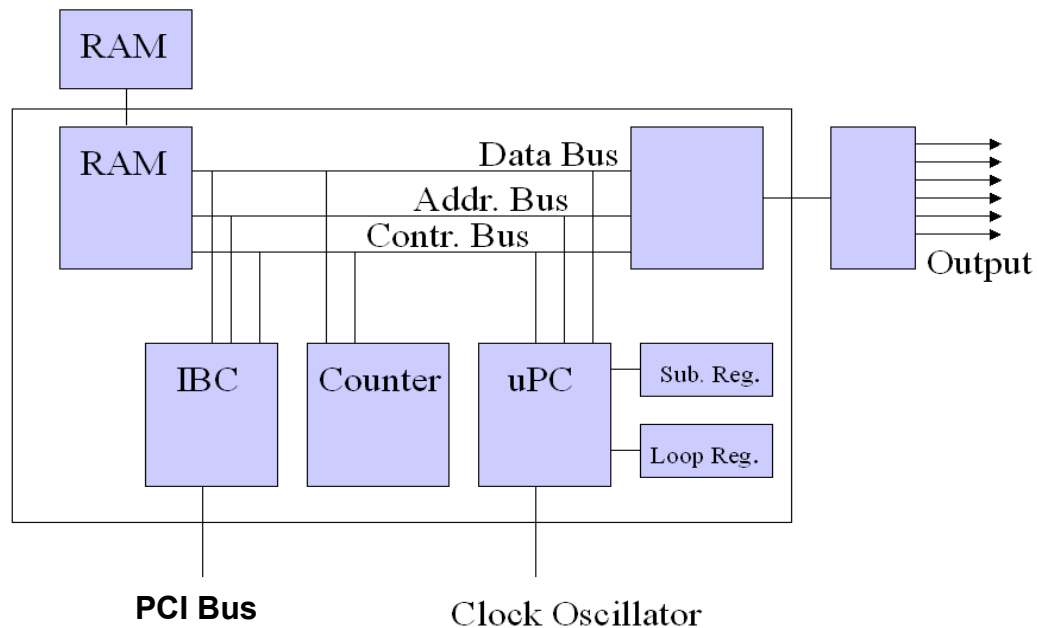 RAM
RAM
Data Bus
Addr. Bus
Contr. Bus
Output
IBC
Counter
uPC
Sub. Reg.
Loop Reg.
PCI Bus
Clock Oscillator